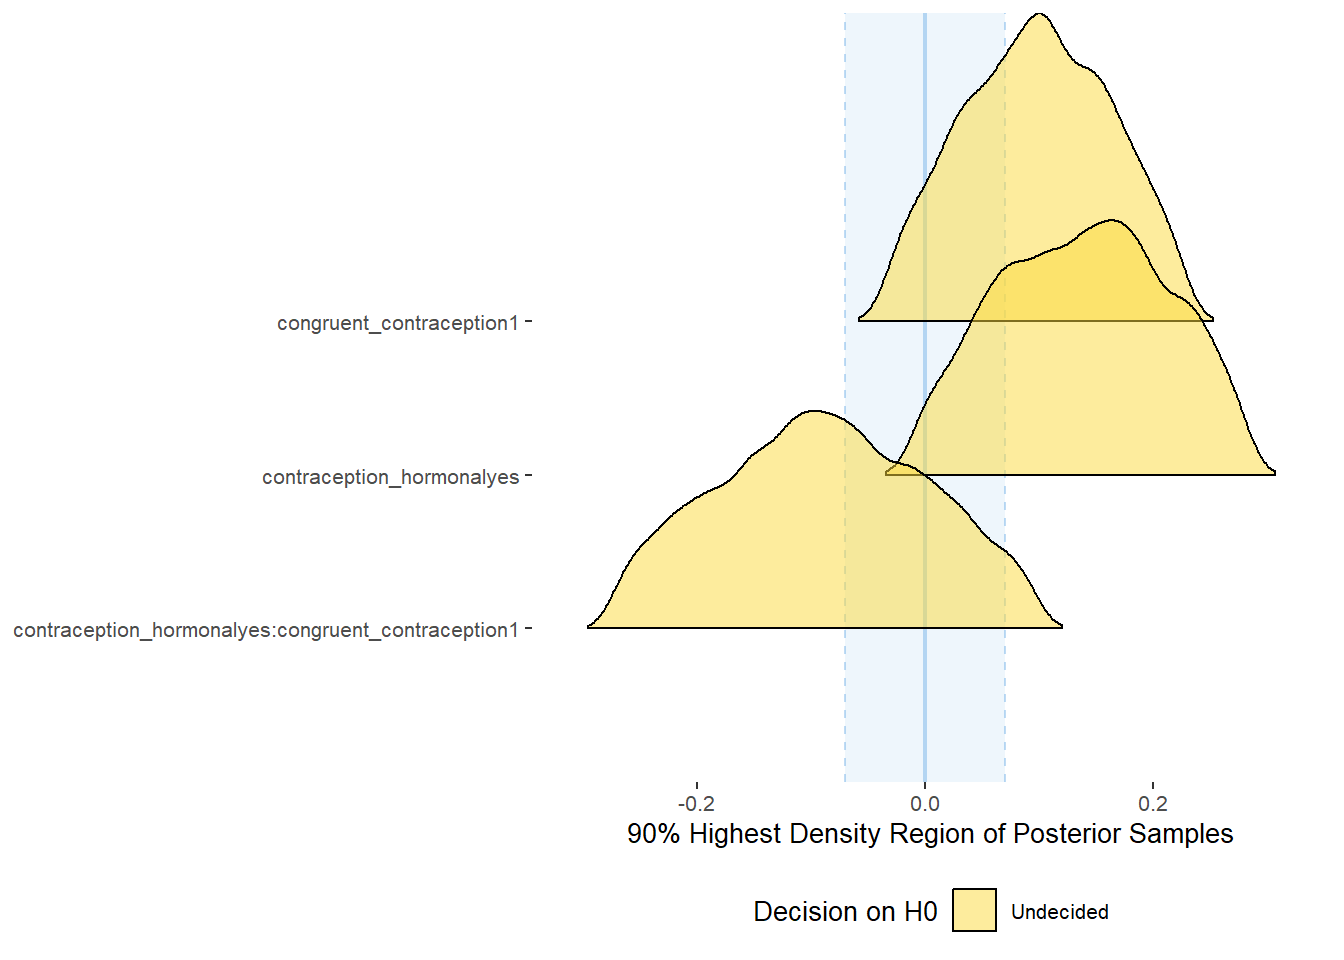 congruent_contraception1
contraception_hormonalyes
contraception_hormonalyes:congruent_contraception1
-0.2 0.0 0.2
90% Highest Density Region of Posterior Samples
Decision on H0 Undecided